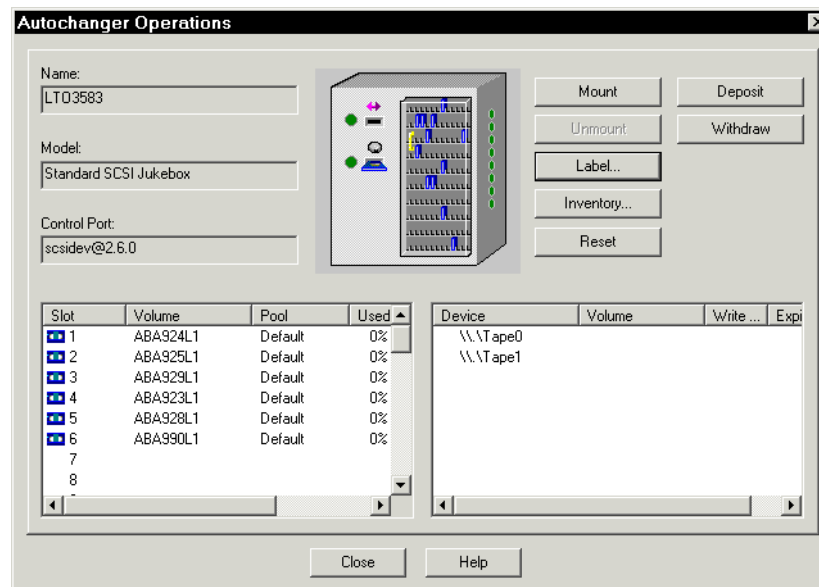 Autochanger Operations
Name:
LTO3583
Model:
Standard SCSI Jukebox
Control Port:
scsidev@2.6.0
Mount
Deposit
Unmount
Withdraw
Label...
Inventory...
Reset
Slot Volume Pool Used
1 ABA924L1 Default 0%
2 ABA925L1 Default 0%
3 ABA929L1 Default 0%
4 ABA923L1 Default 0%
5 ABA928L1 Default 0%
6 ABA990L1 Default 0%
7
8
Device Volume Write ... Expi
\\.\Tape0
\\.\Tape1
Close
Help